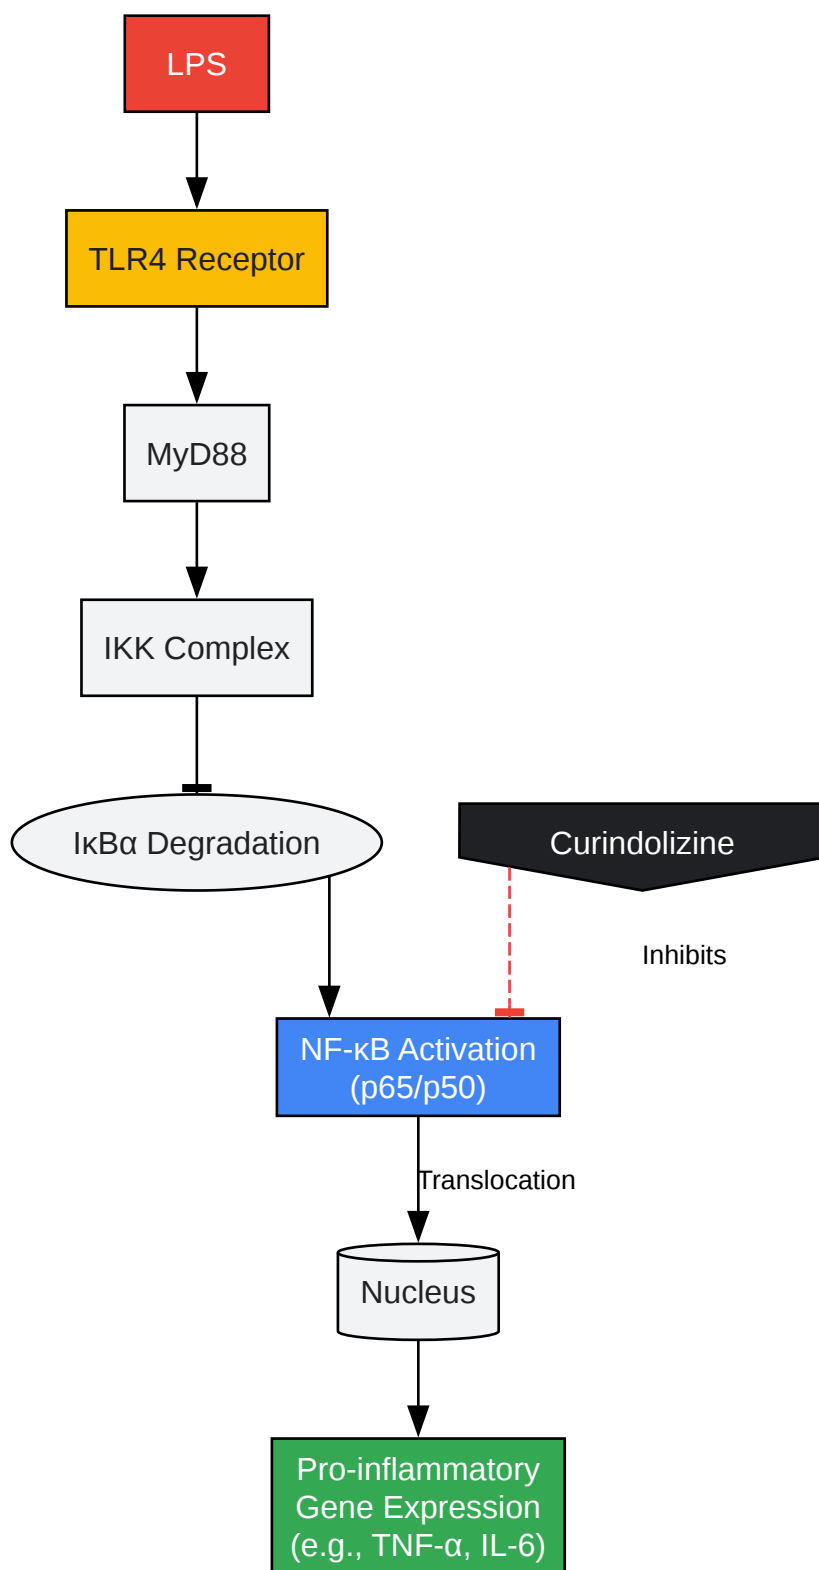 LPS
TLR4 Receptor
MyD88
IKK Complex
IκBα Degradation
Curindolizine
Inhibits
NF-κB Activation
(p65/p50)
Translocation
Nucleus
Pro-inflammatory
Gene Expression
(e.g., TNF-α, IL-6)